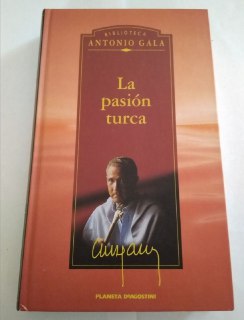 BIBLIOTECA
ANTONIO GALA
La
pasión
turca
PLANETA DEAGOSTINI